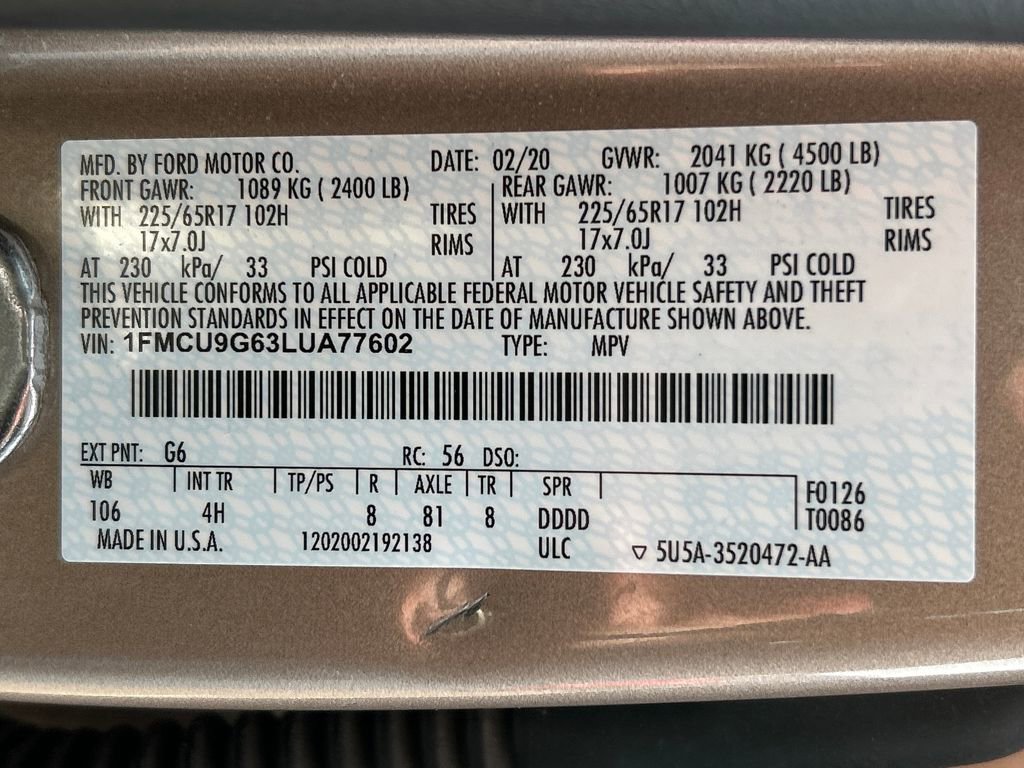 MFD. BY FORD MOTOR CO. DATE: 02/20 GVWR: 2041 KG ( 4500 LB)
FRONT GAWR: 1089 KG ( 2400 LB) REAR GAWR: 1007 KG ( 2220 LB)
WITH 225/65R17 102H TIRES WITH 225/65R17 102H TIRES
17x7.0J RIMS 17x7.0J RIMS
AT 230 kPa/ 33 PSI COLD AT 230 kPa/ 33 PSI COLD
THIS VEHICLE CONFORMS TO ALL APPLICABLE FEDERAL MOTOR VEHICLE SAFETY AND THEFT
PREVENTION STANDARDS IN EFFECT ON THE DATE OF MANUFACTURE SHOWN ABOVE.
VIN: 1FMCU9G63LUA77602 TYPE: MPV
EXT PNT: G6 RC: 56 DSO:
WB INT TR TP/PS R AXLE TR SPR F0126
106 4H 8 81 8 DDDD T0086
MADE IN U.S.A. 1202002192138 ULC ▽ 5U5A-3520472-AA